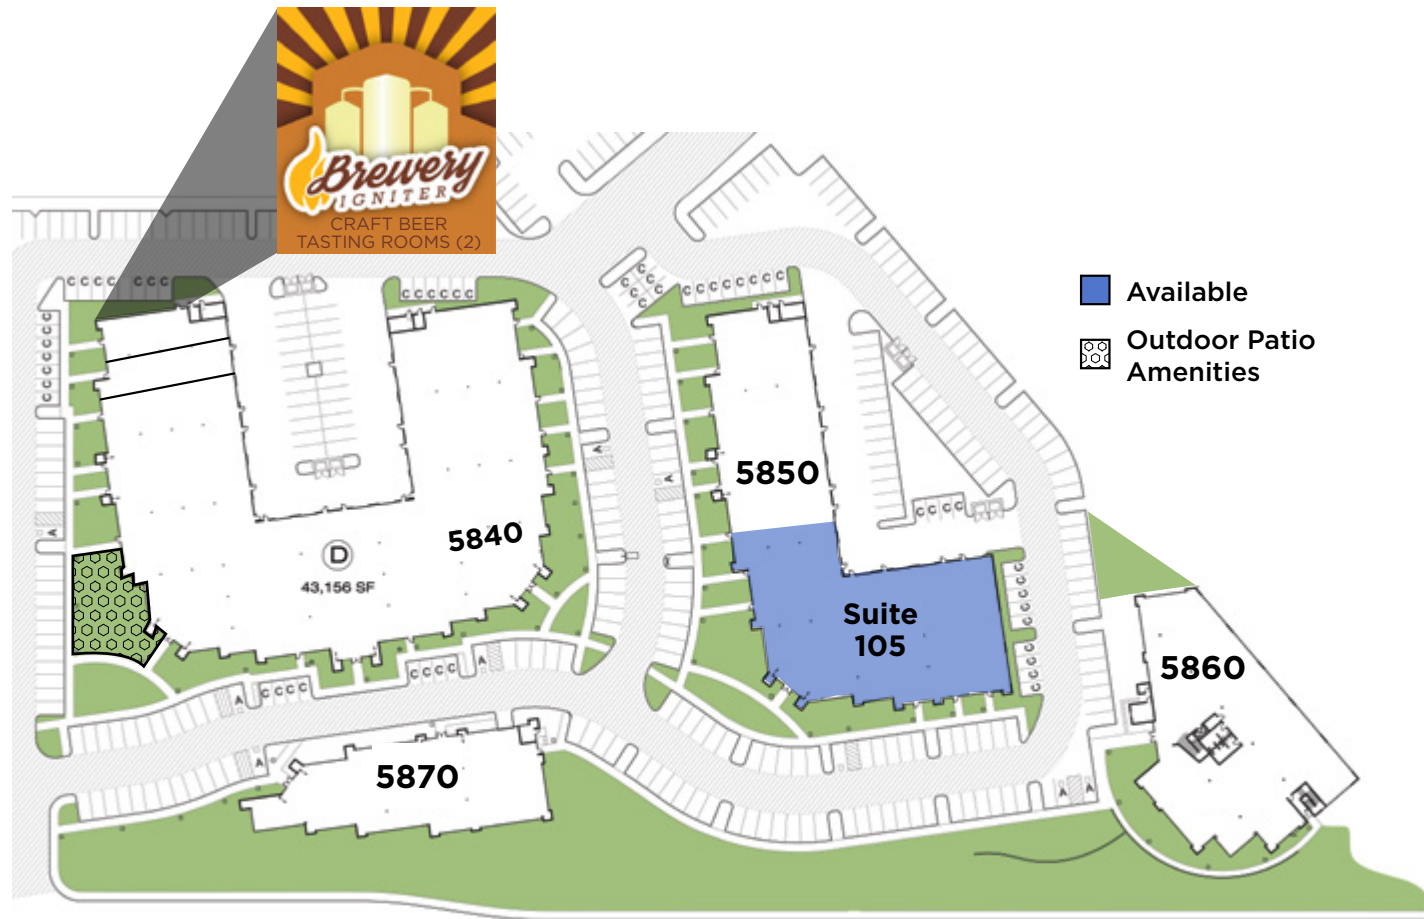 Brewery
IGNITER
CRAFT BEER
TASTING ROOMS (2)
C C C C C C C
C C C C C C
C C C C C C C
C C C C C
C C C C C C C C
Available
Outdoor Patio
Amenities
5850
A
A
A
C C C C
5840
D
43,156 SF
C C C C
Suite
105
C C C
5860
A
C C C C
A
C C C C
A
5870
A A